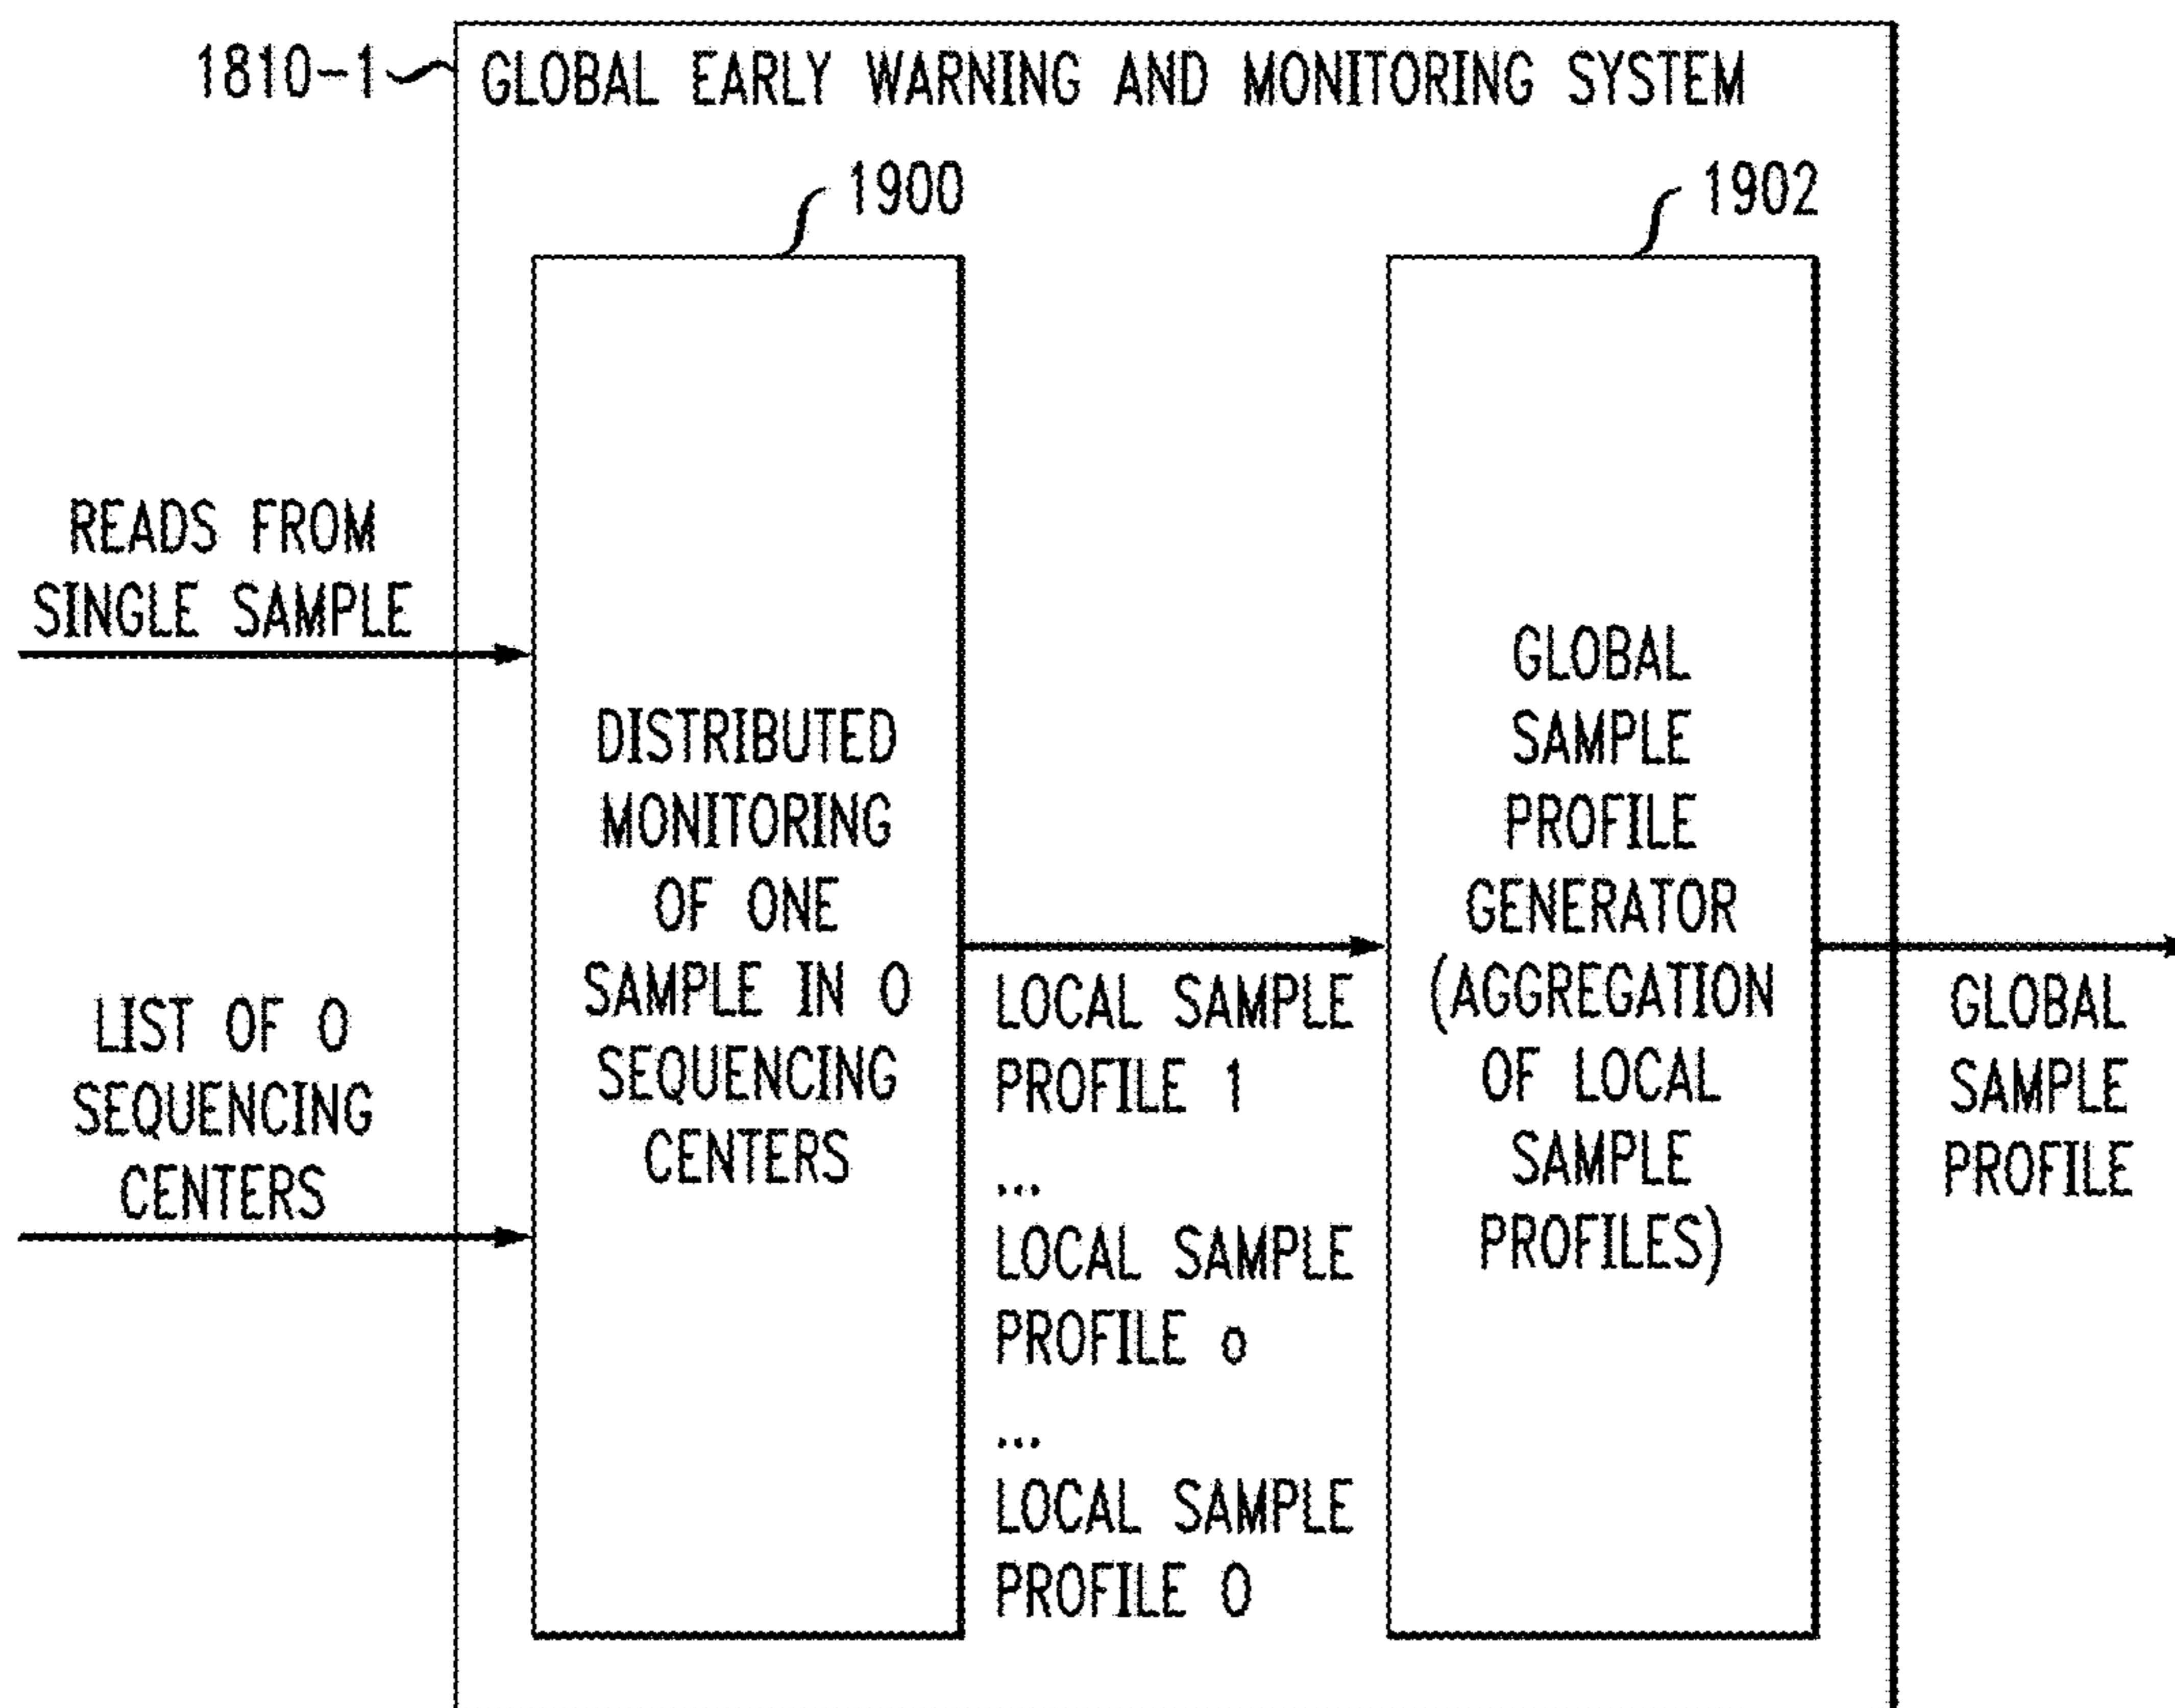 1810-1
GLOBAL EARLY WARNING AND MONITORING SYSTEM
1900
1902
READS FROM
SINGLE SAMPLE
LIST OF O
SEQUENCING
CENTERS
DISTRIBUTED
MONITORING
OF ONE
SAMPLE IN O
SEQUENCING
CENTERS
LOCAL SAMPLE
PROFILE 1
...
LOCAL SAMPLE
PROFILE o
...
LOCAL SAMPLE
PROFILE O
GLOBAL
SAMPLE
PROFILE
GENERATOR
(AGGREGATION
OF LOCAL
SAMPLE
PROFILES)
GLOBAL
SAMPLE
PROFILE